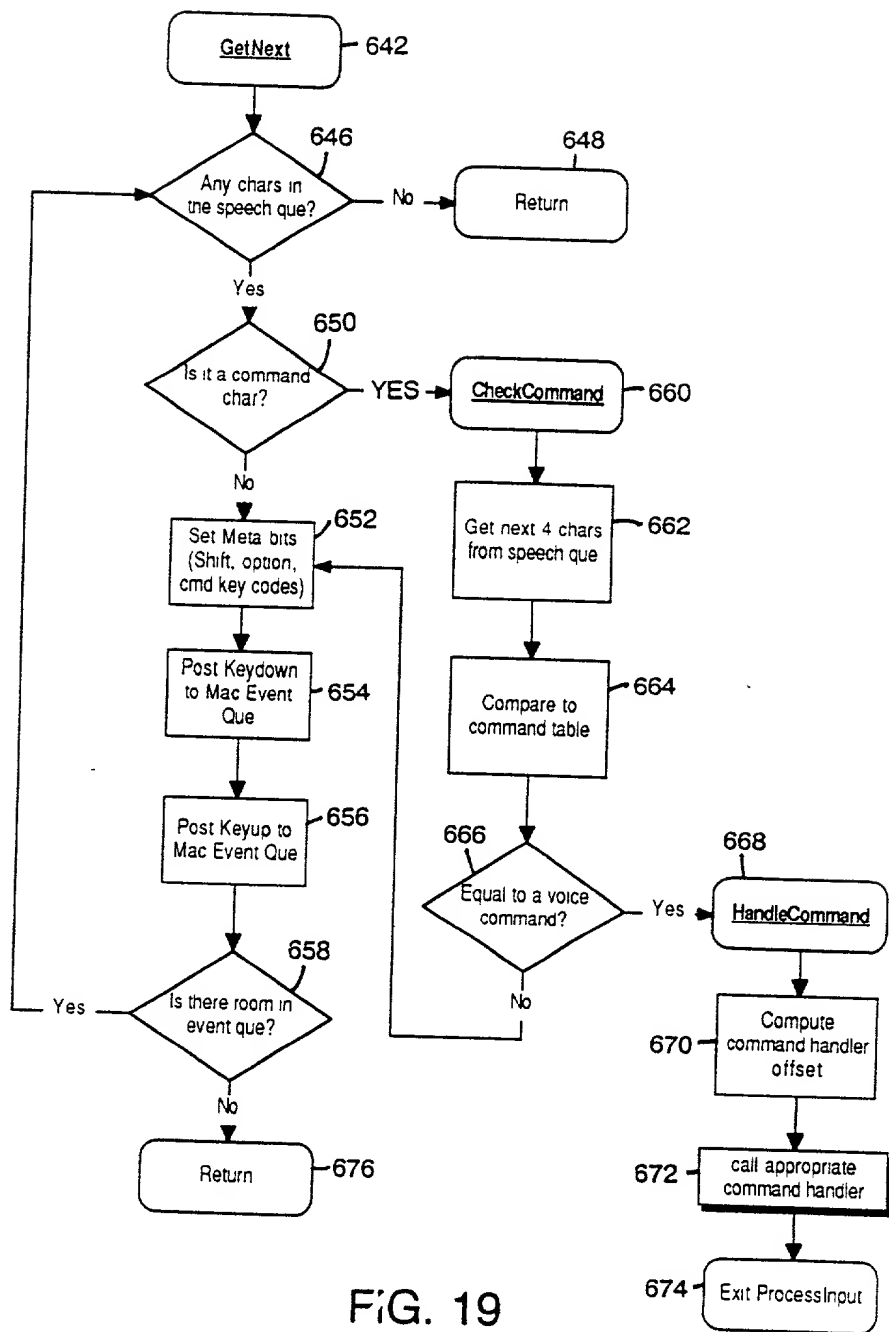 GetNext
642
646
Any chars in
the speech que?
No
648
Return
Yes
650
Is it a command
char?
YES
CheckCommand
660
No
652
Set Meta bits
(Shift, option,
cmd key codes)
Get next 4 chars
from speech que
662
Post Keydown
to Mac Event
Que
654
Compare to
command table
664
Post Keyup to
Mac Event Que
656
666
Equal to a voice
command?
Yes
668
HandleCommand
No
658
Is there room in
event que?
Yes
No
670
Compute
command handler
offset
Return
676
672
call appropriate
command handler
674
Exit ProcessInput
FIG. 19